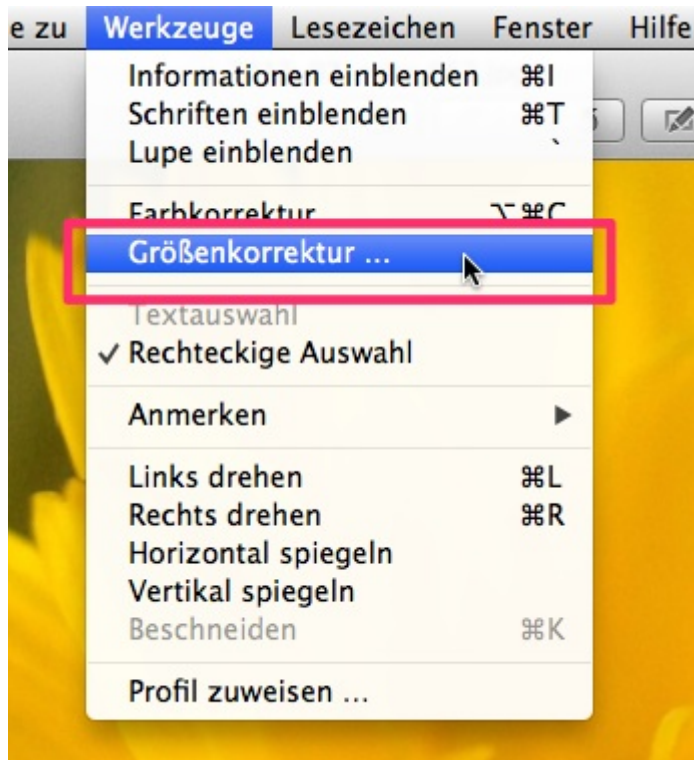 e zu Werkzeuge Lesezeichen Fenster Hilfe
Informationen einblenden ⌘I
Schriften einblenden ⌘T
Lupe einblenden `
Farbkorrektur ⌥⌘C
Größenkorrektur ...
Textauswahl
✓ Rechteckige Auswahl
Anmerken ▶
Links drehen ⌘L
Rechts drehen ⌘R
Horizontal spiegeln
Vertikal spiegeln
Beschneiden ⌘K
Profil zuweisen ...